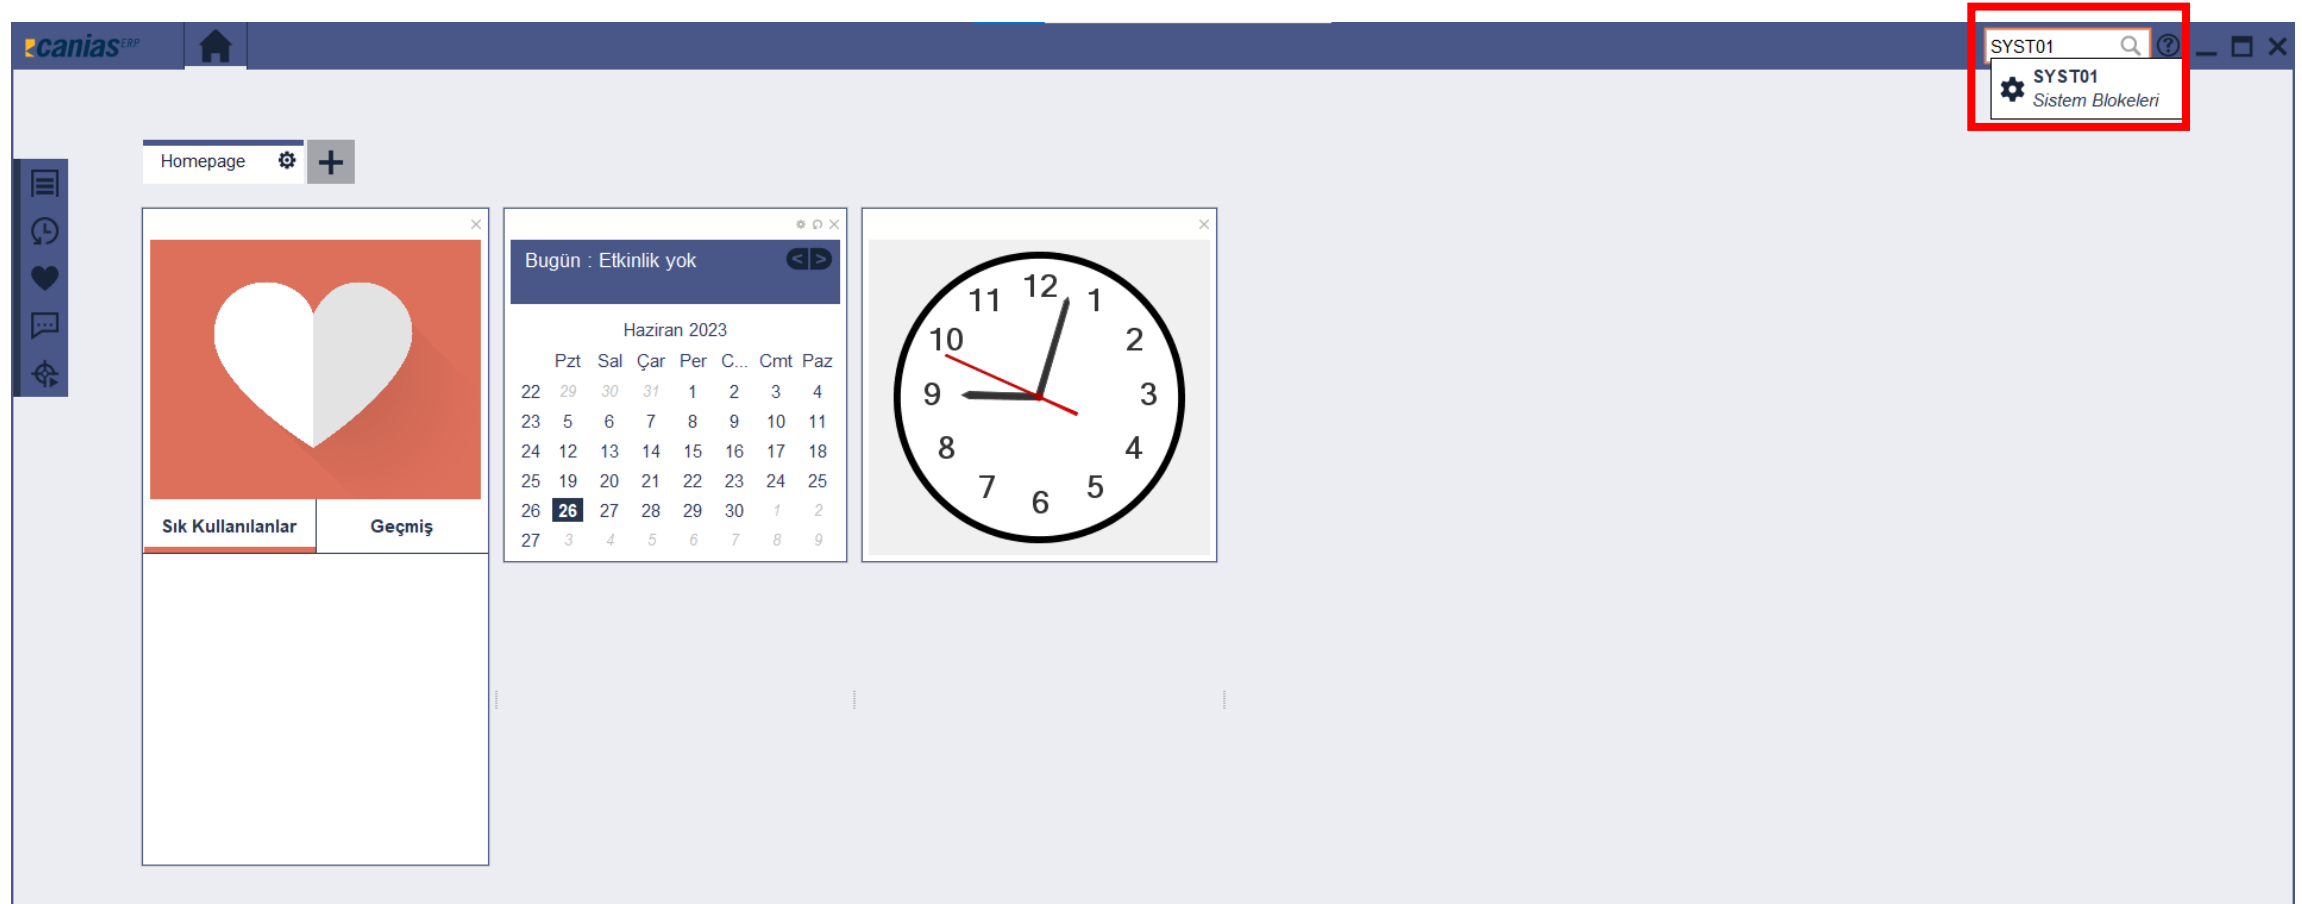 caniasERP
SYST01
SYST01
Sistem Blokeleri
Homepage
Bugün : Etkinlik yok
Haziran 2023
Pzt Sal Çar Per C... Cmt Paz
22 29 30 31 1 2 3 4
23 5 6 7 8 9 10 11
24 12 13 14 15 16 17 18
25 19 20 21 22 23 24 25
26 26 27 28 29 30 1 2
27 3 4 5 6 7 8 9
12
11 1
10 2
9 3
8 4
7 5
6
Sık Kullanılanlar Geçmiş